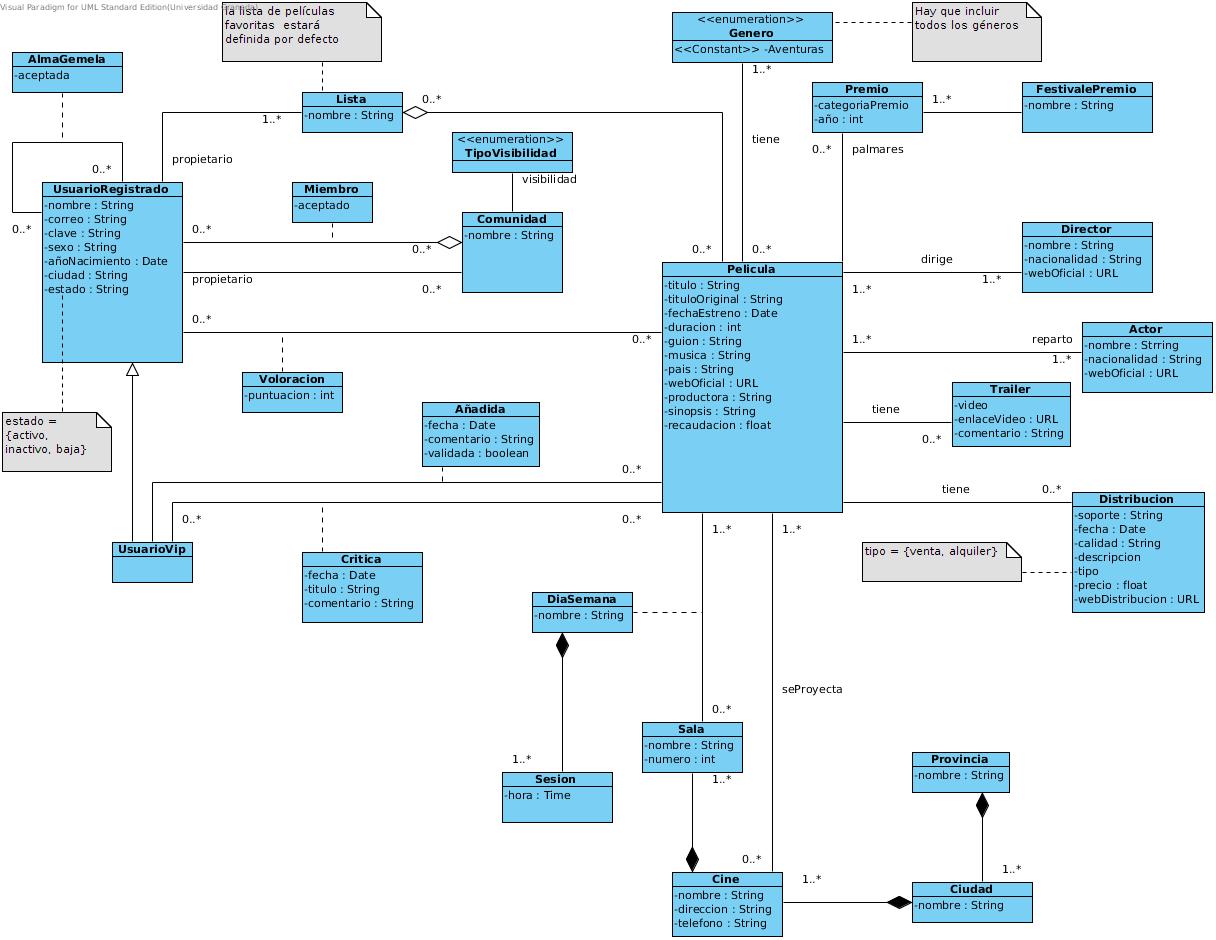 Visual Paradigm for UML Standard Edition(Universidad Granada)
la lista de películas
favoritas estará
definida por defecto
<<enumeration>>
Genero
<<Constant>> -Aventuras
Hay que incluir
todos los géneros
AlmaGemela
-aceptada
Lista
-nombre : String
0..*
1..*
propietario
1..*
tiene
Premio
-categoriaPremio
-año : int
1..*
FestivalePremio
-nombre : String
0..*
palmares
<<enumeration>>
TipoVisibilidad
visibilidad
0..*
0..*
UsuarioRegistrado
-nombre : String
-correo : String
-clave : String
-sexo : String
-añoNacimiento : Date
-ciudad : String
-estado : String
Miembro
-aceptado
Comunidad
-nombre : String
0..*
0..*
propietario
0..*
0..*
0..*
Pelicula
-titulo : String
-tituloOriginal : String
-fechaEstreno : Date
-duracion : int
-guion : String
-musica : String
-pais : String
-webOficial : URL
-productora : String
-sinopsis : String
-recaudacion : float
dirige
1..*
1..*
Director
-nombre : String
-nacionalidad : String
-webOficial : URL
0..*
0..*
1..*
reparto
1..*
Actor
-nombre : Strring
-nacionalidad : String
-webOficial : URL
Voloracion
-puntuacion : int
Trailer
-video
-enlaceVideo : URL
-comentario : String
tiene
0..*
estado =
{activo,
inactivo, baja}
Añadida
-fecha : Date
-comentario : String
-validada : boolean
0..*
0..*
0..*
tiene
0..*
Distribucion
-soporte : String
-fecha : Date
-calidad : String
-descripcion
-tipo
-precio : float
-webDistribucion : URL
tipo = {venta, alquiler}
UsuarioVip
Critica
-fecha : Date
-titulo : String
-comentario : String
1..*
1..*
DiaSemana
-nombre : String
seProyecta
0..*
Sala
-nombre : String
-numero : int
1..*
1..*
Sesion
-hora : Time
Provincia
-nombre : String
0..*
1..*
1..*
Cine
-nombre : String
-direccion : String
-telefono : String
Ciudad
-nombre : String